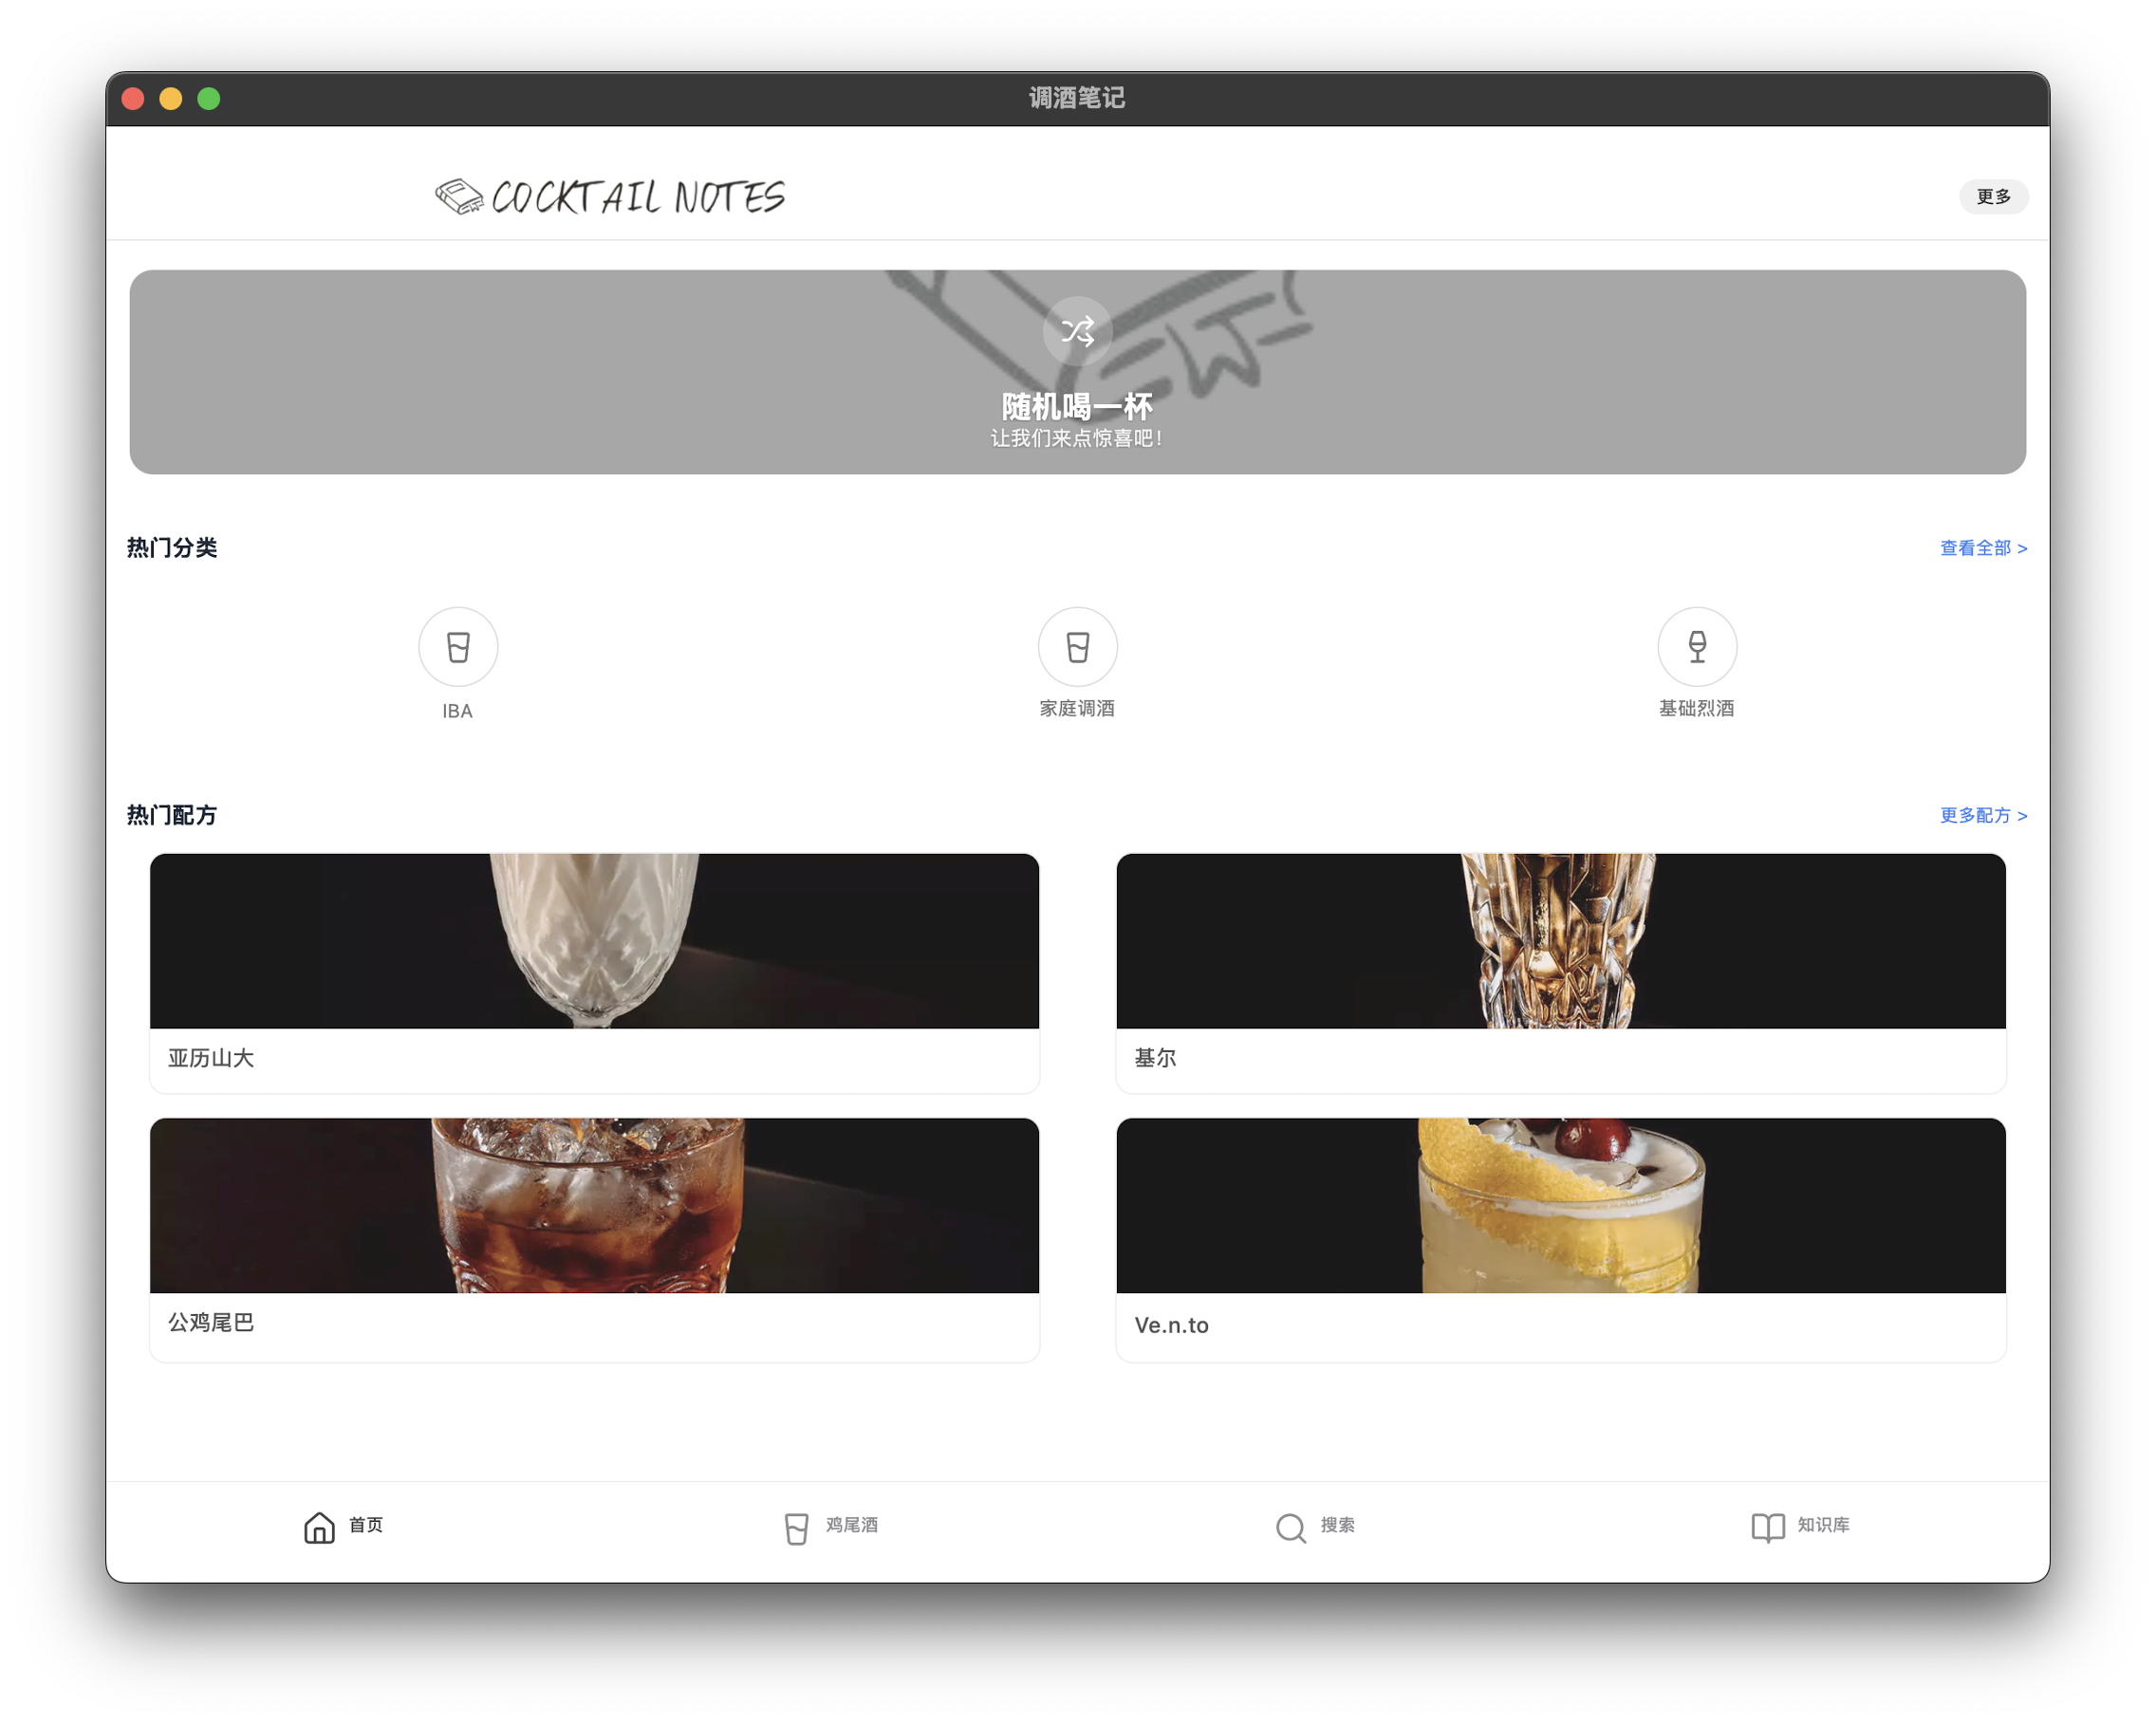 调酒笔记
COCKTAIL NOTES
更多
随机喝一杯
让我们来点惊喜吧！
热门分类
查看全部 >
IBA
家庭调酒
基础烈酒
热门配方
更多配方 >
亚历山大
基尔
公鸡尾巴
Ve.n.to
首页
鸡尾酒
搜索
知识库